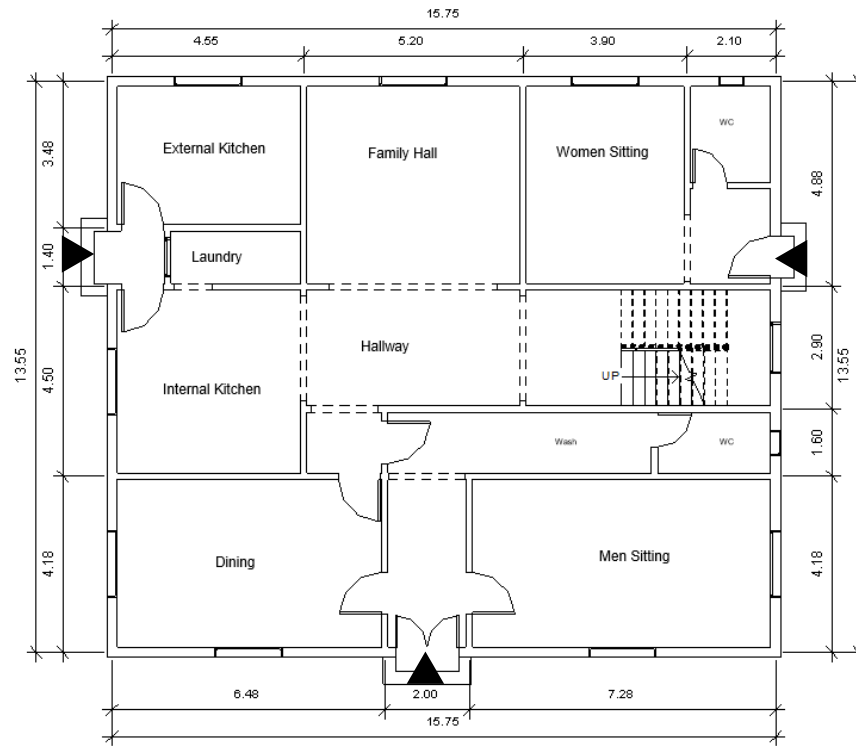 15.75
4.55 5.20 3.90 2.10
External Kitchen Family Hall Women Sitting WC
3.48 4.88
Laundry
1.40
13.55 4.50 2.90 13.55
Hallway
UP
Internal Kitchen
Wash WC
1.60
Dining Men Sitting
4.18 4.18
6.48 2.00 7.28
15.75